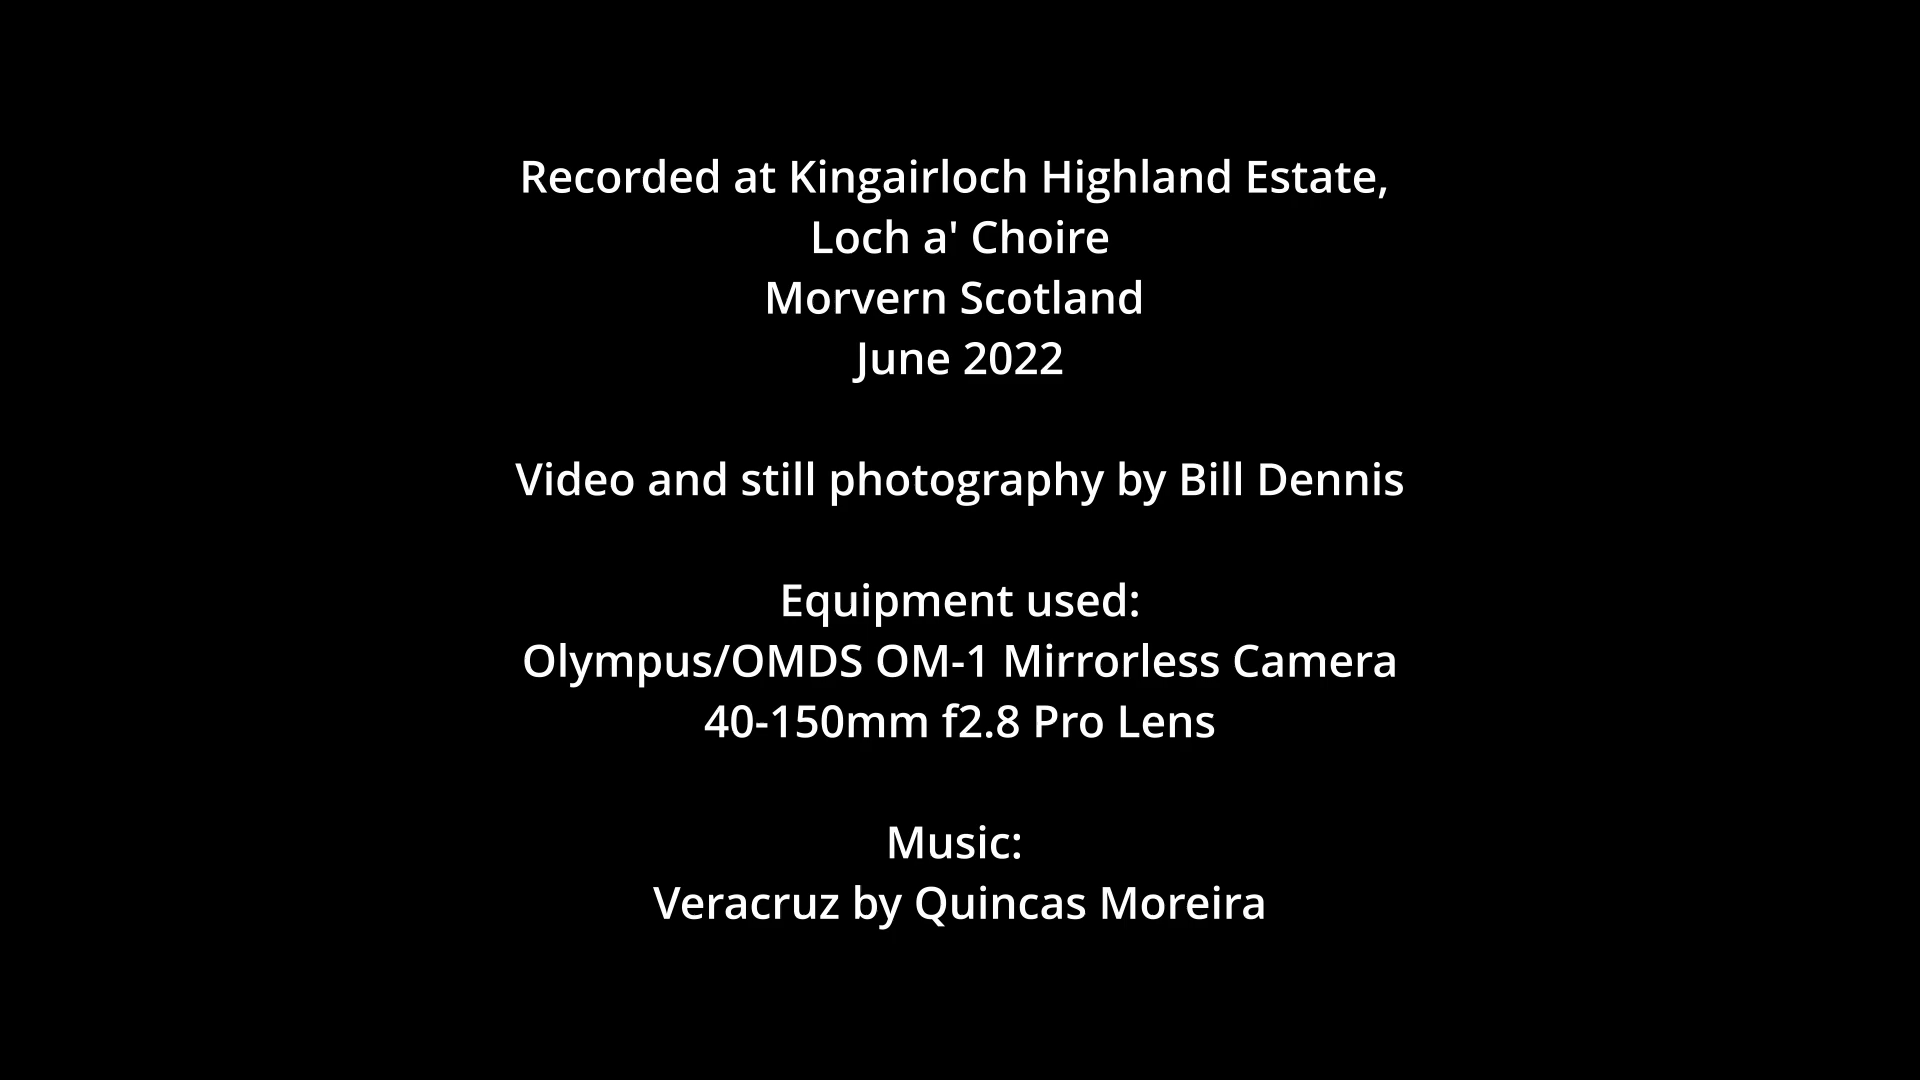 Recorded at Kingairloch Highland Estate,
Loch a' Choire
Morvern Scotland
June 2022
Video and still photography by Bill Dennis
Equipment used:
Olympus/OMDS OM-1 Mirrorless Camera
40-150mm f2.8 Pro Lens
Music:
Veracruz by Quincas Moreira